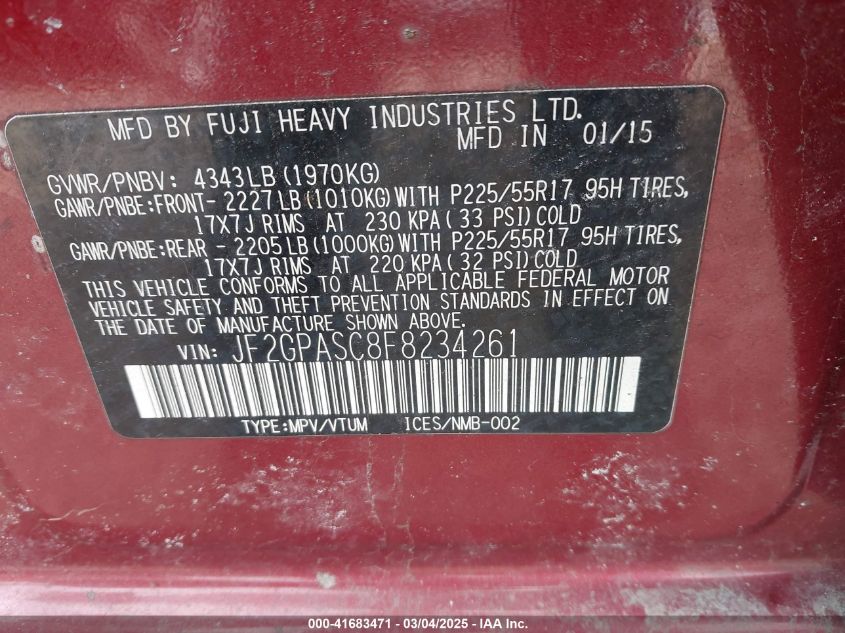 MFD BY FUJI HEAVY INDUSTRIES LTD.
MFD IN 01/15
GVWR/PNBV: 4343LB (1970KG)
GAWR/PNBE:FRONT- 2227LB (1010KG) WITH P225/55R17 95H TIRES,
17X7J RIMS AT 230 KPA ( 33 PSI) COLD
GAWR/PNBE:REAR - 2205LB (1000KG) WITH P225/55R17 95H TIRES,
17X7J RIMS AT 220 KPA ( 32 PSI) COLD
THIS VEHICLE CONFORMS TO ALL APPLICABLE FEDERAL MOTOR
VEHICLE SAFETY AND THEFT PREVENTION STANDARDS IN EFFECT ON
THE DATE OF MANUFACTURE SHOWN ABOVE.
VIN: JF2GPASC8F8234261
TYPE:MPV/VTUM ICES/NMB-002
000-41683471 - 03/04/2025 - IAA Inc.